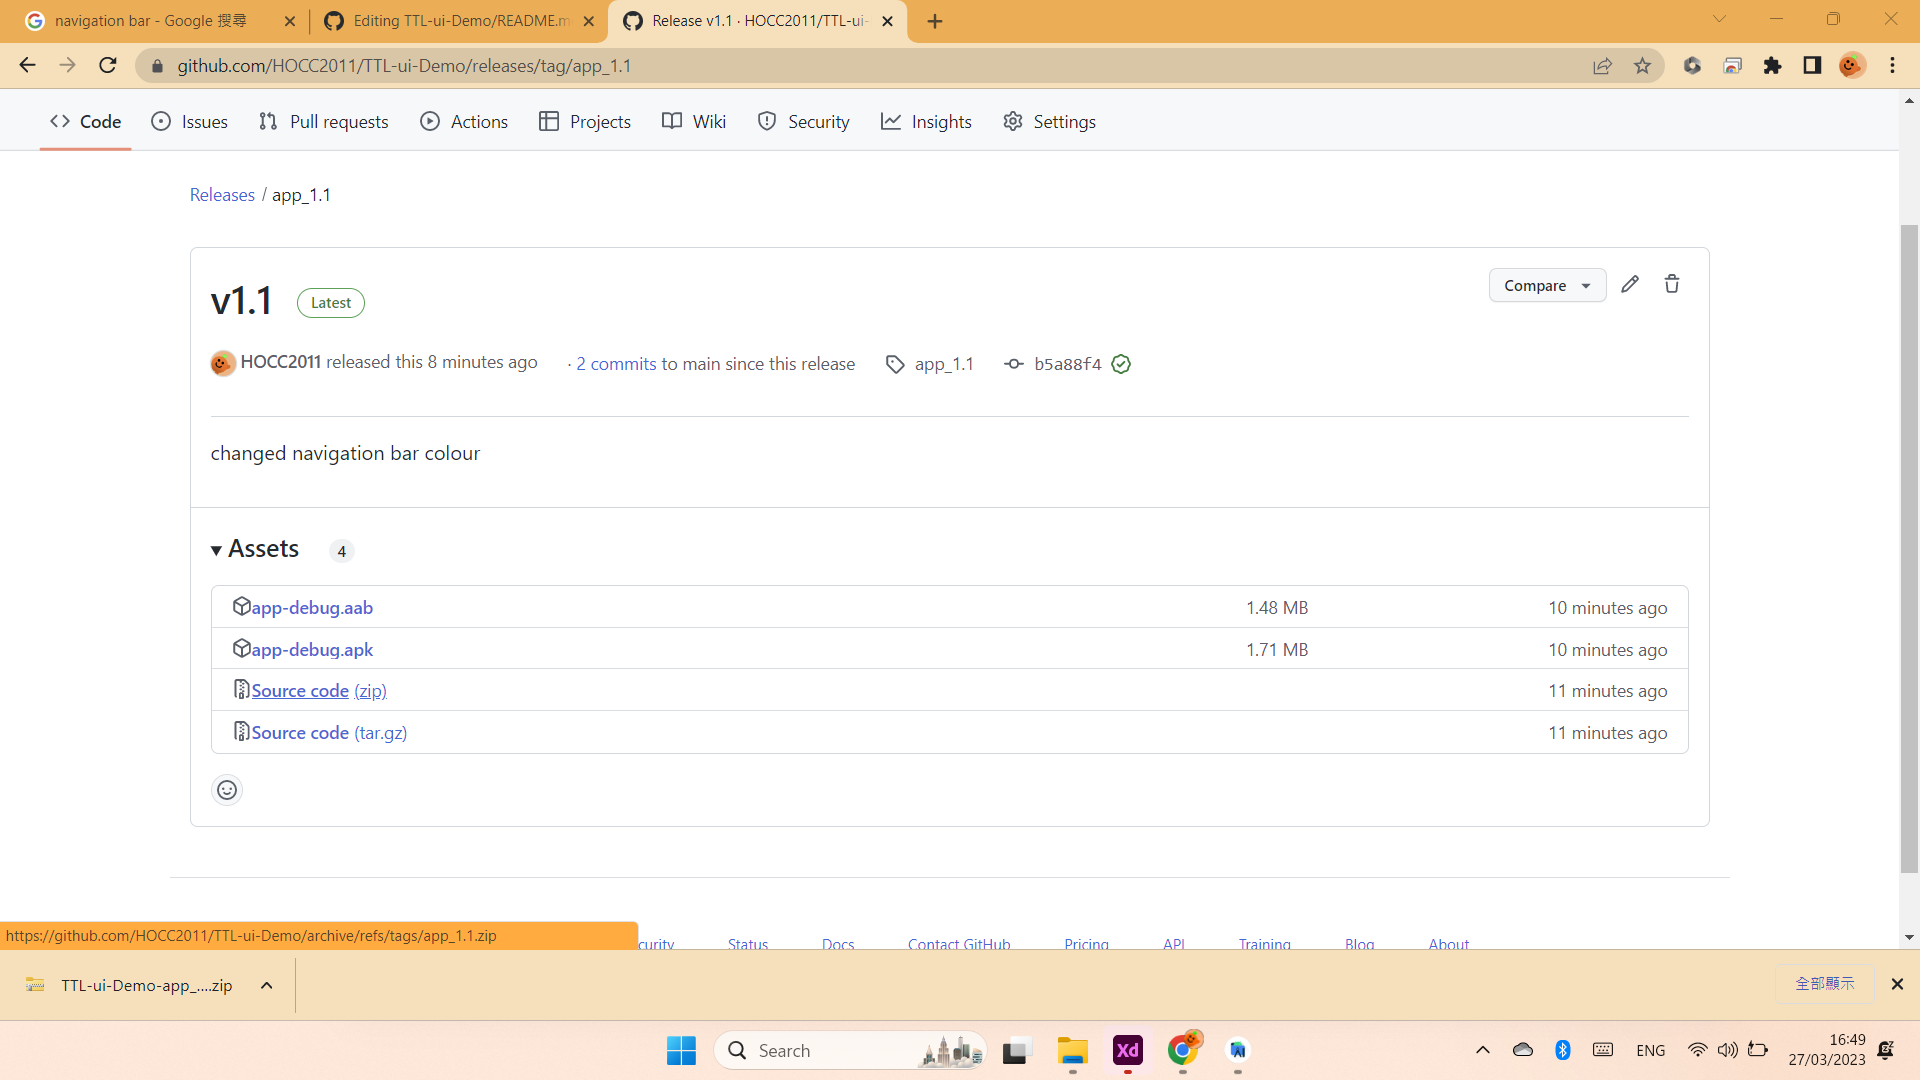 navigation bar - Google 搜尋
Editing TTL-ui-Demo/README.m
Release v1.1 · HOCC2011/TTL-ui-
github.com/HOCC2011/TTL-ui-Demo/releases/tag/app_1.1
Code Issues Pull requests Actions Projects Wiki Security Insights Settings
Releases / app_1.1
v1.1 Latest
Compare
HOCC2011 released this 8 minutes ago · 2 commits to main since this release app_1.1 b5a88f4
changed navigation bar colour
Assets 4
app-debug.aab 1.48 MB 10 minutes ago
app-debug.apk 1.71 MB 10 minutes ago
Source code (zip) 11 minutes ago
Source code (tar.gz) 11 minutes ago
https://github.com/HOCC2011/TTL-ui-Demo/archive/refs/tags/app_1.1.zip
curity Status Docs Contact GitHub Pricing API Training Blog About
TTL-ui-Demo-app_....zip
全部顯示
Search
Xd
ENG
16:49
27/03/2023